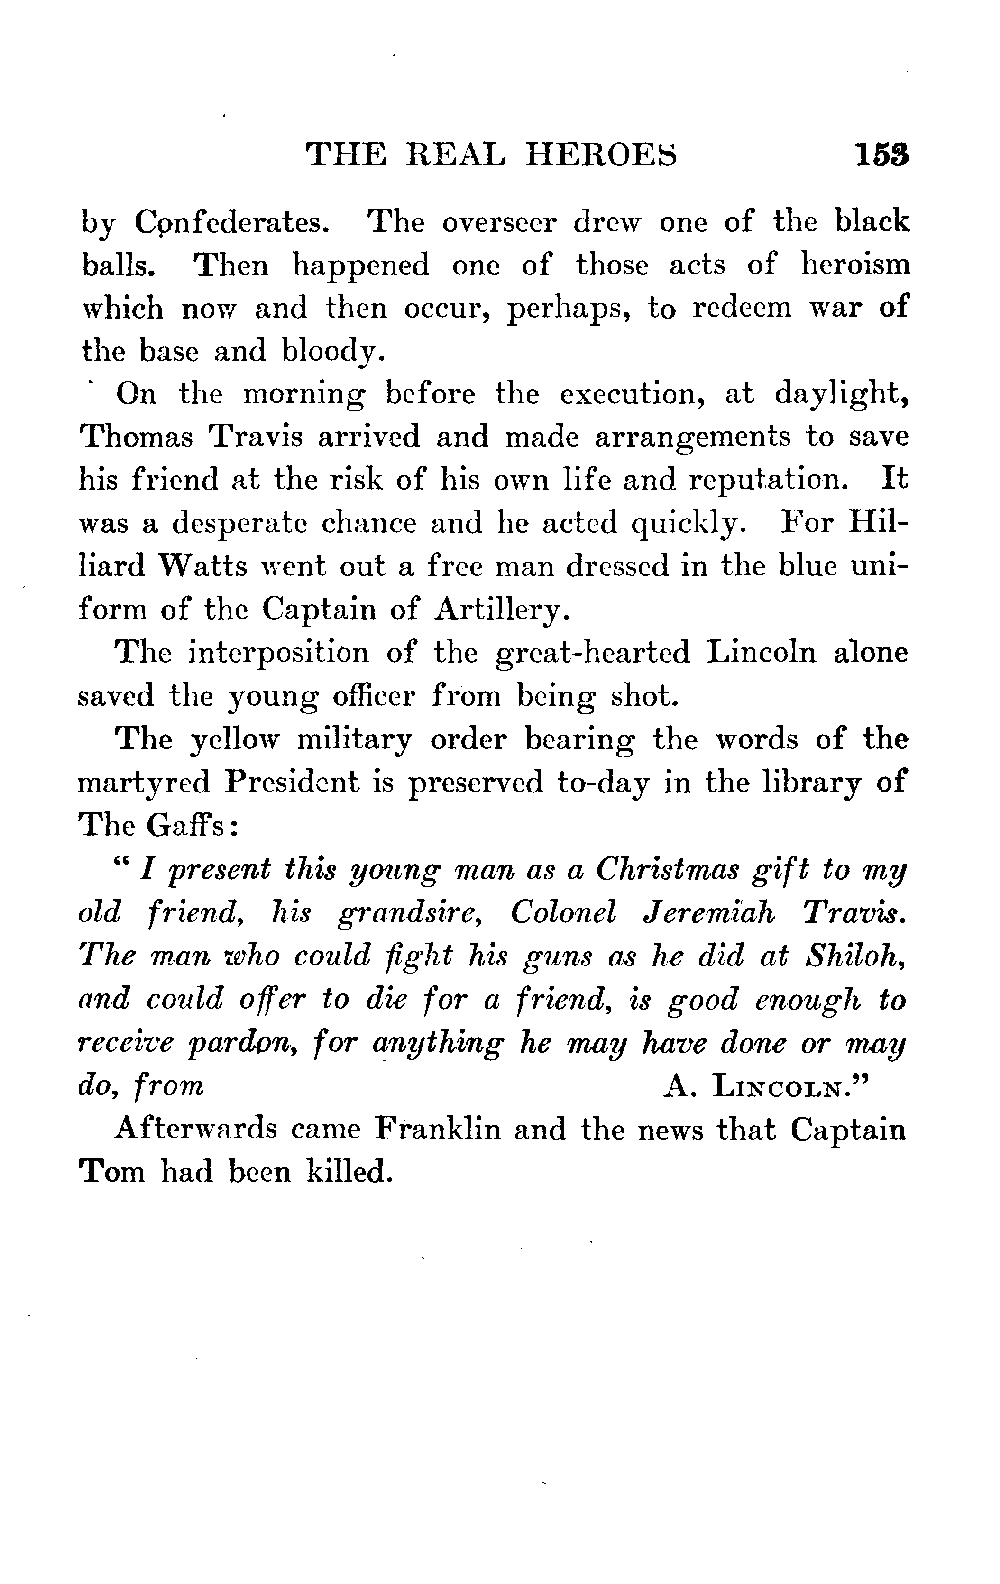 THE REAL HEROES 153
by Confederates. The overseer drew one of the black
balls. Then happened one of those acts of heroism
which now and then occur, perhaps, to redeem war of
the base and bloody.
On the morning before the execution, at daylight,
Thomas Travis arrived and made arrangements to save
his friend at the risk of his own life and reputation. It
was a desperate chance and he acted quickly. For Hil-
liard Watts went out a free man dressed in the blue uni-
form of the Captain of Artillery.
The interposition of the great-hearted Lincoln alone
saved the young officer from being shot.
The yellow military order bearing the words of the
martyred President is preserved to-day in the library of
The Gaffs:
“ I present this young man as a Christmas gift to my
old friend, his grandsire, Colonel Jeremiah Travis.
The man who could fight his guns as he did at Shiloh,
and could offer to die for a friend, is good enough to
receive pardon, for anything he may have done or may
do, from A. LINCOLN.”
Afterwards came Franklin and the news that Captain
Tom had been killed.